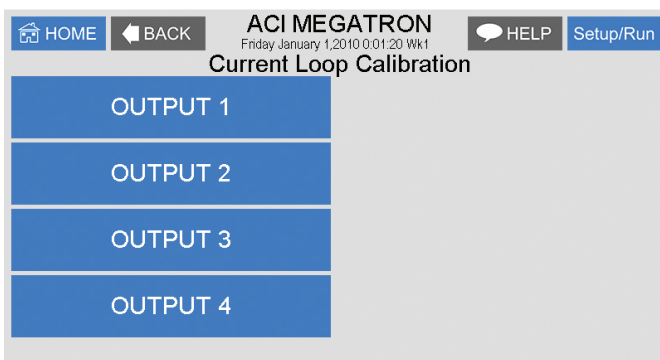 HOME
BACK
ACI MEGATRON
Friday January 1,2010 0:01:20 Wk1
HELP
Setup/Run
Current Loop Calibration
OUTPUT 1
OUTPUT 2
OUTPUT 3
OUTPUT 4